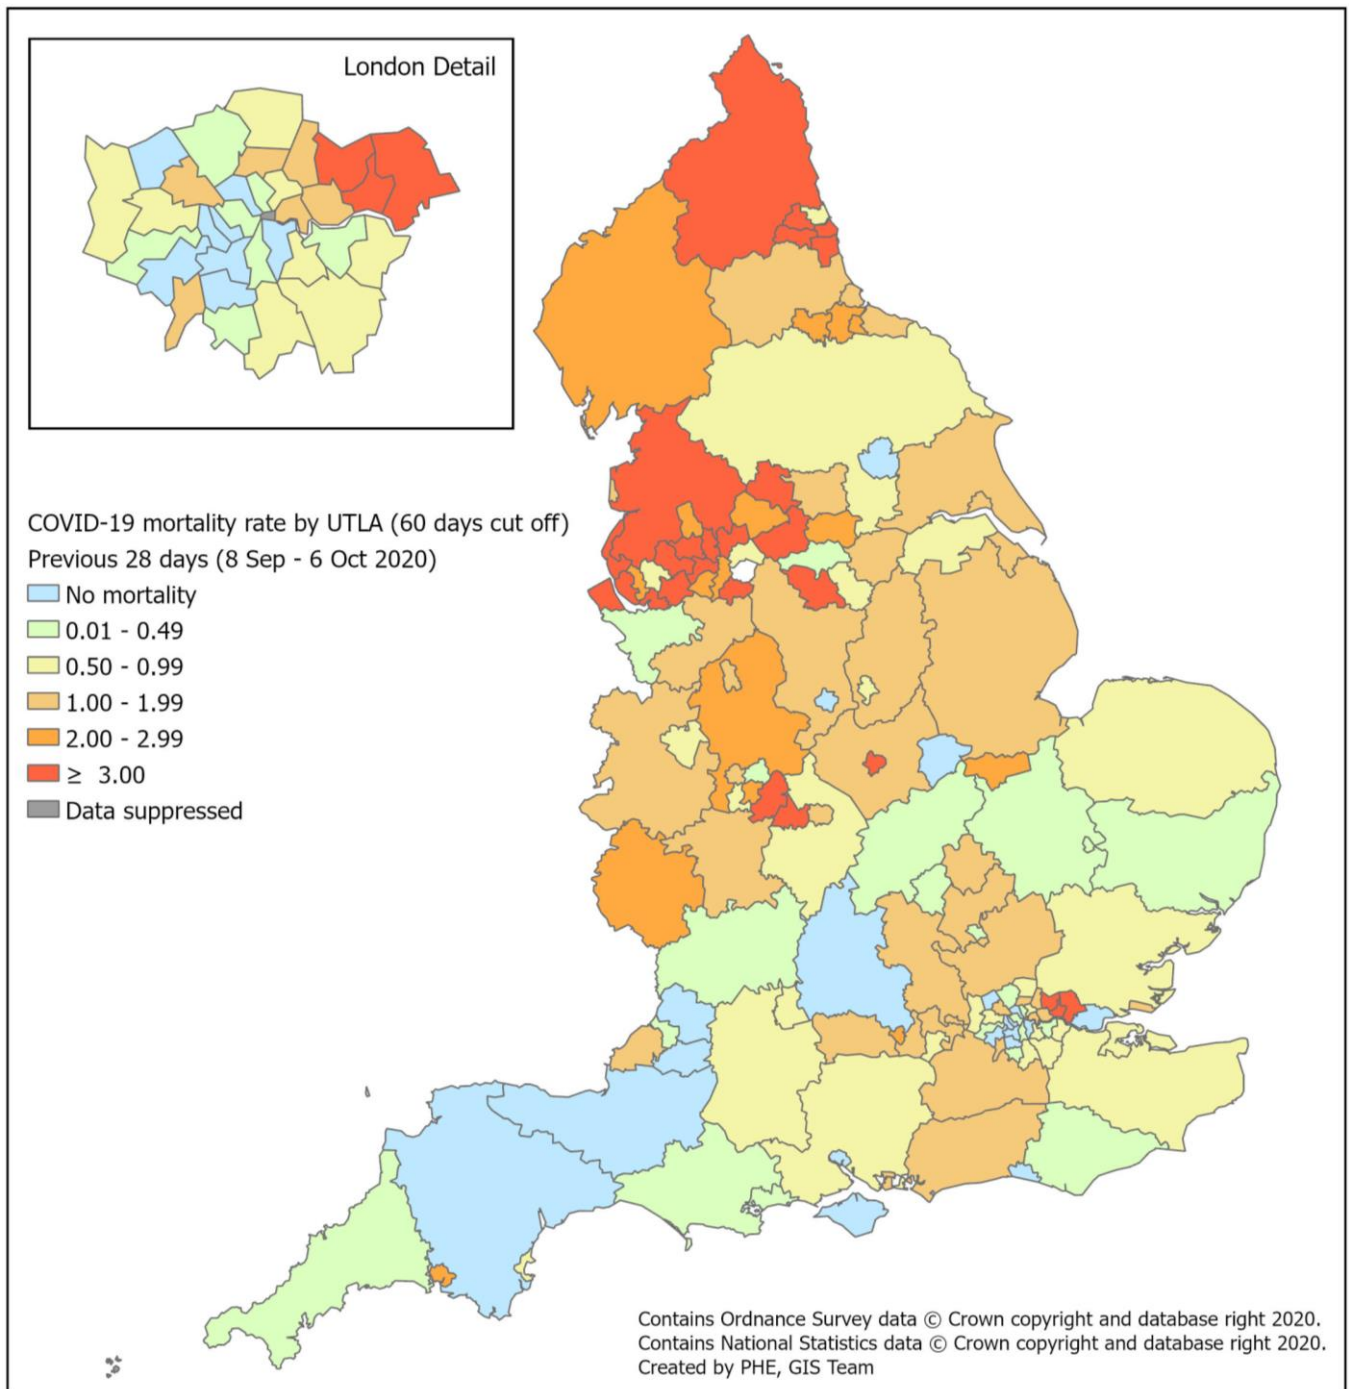 London Detail
COVID-19 mortality rate by UTLA (60 days cut off)
Previous 28 days (8 Sep - 6 Oct 2020)
No mortality
0.01 - 0.49
0.50 - 0.99
1.00 - 1.99
2.00 - 2.99
≥ 3.00
Data suppressed
Contains Ordnance Survey data © Crown copyright and database right 2020.
Contains National Statistics data © Crown copyright and database right 2020.
Created by PHE, GIS Team